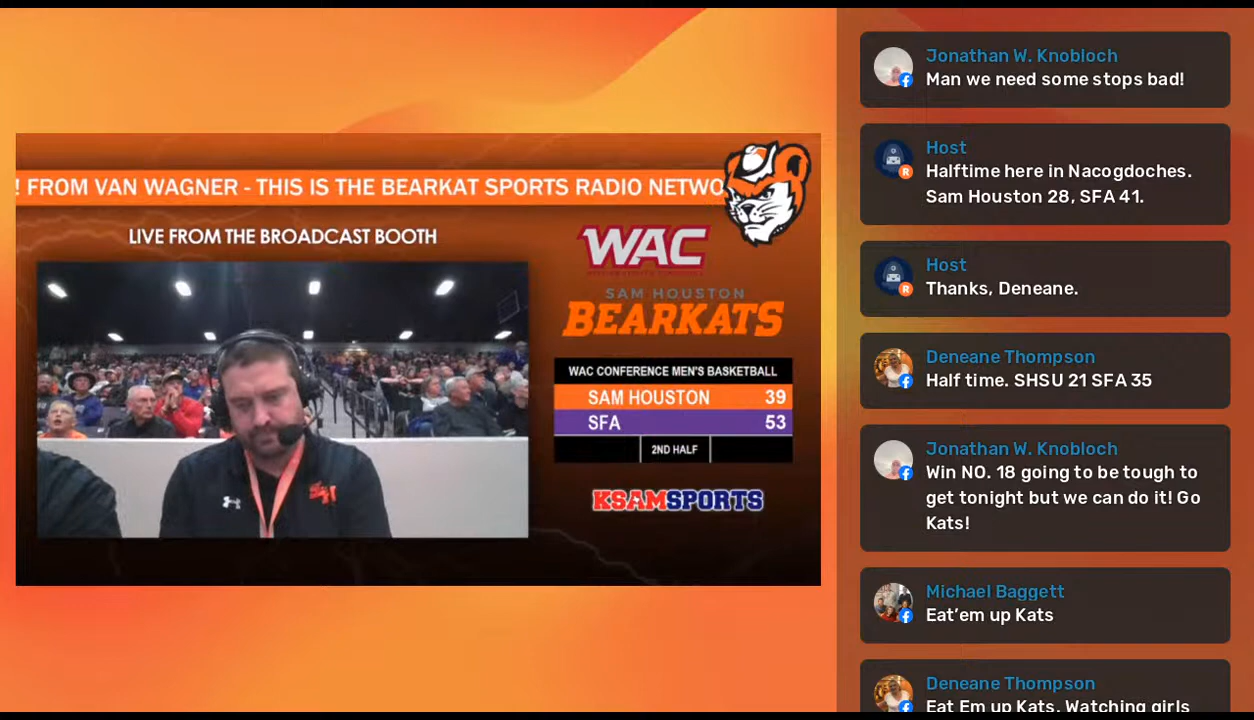 ! FROM VAN WAGNER - THIS IS THE BEARKAT SPORTS RADIO NETWO
LIVE FROM THE BROADCAST BOOTH
WAC
SAM HOUSTON
BEARKATS
WAC CONFERENCE MEN'S BASKETBALL
SAM HOUSTON 39
SFA 53
2ND HALF
KSAMSPORTS
Jonathan W. Knobloch
Man we need some stops bad!
Host
Halftime here in Nacogdoches.
Sam Houston 28, SFA 41.
Host
Thanks, Deneane.
Deneane Thompson
Half time. SHSU 21 SFA 35
Jonathan W. Knobloch
Win NO. 18 going to be tough to
get tonight but we can do it! Go
Kats!
Michael Baggett
Eat’em up Kats
Deneane Thompson
Eat Em up Kats. Watching girls